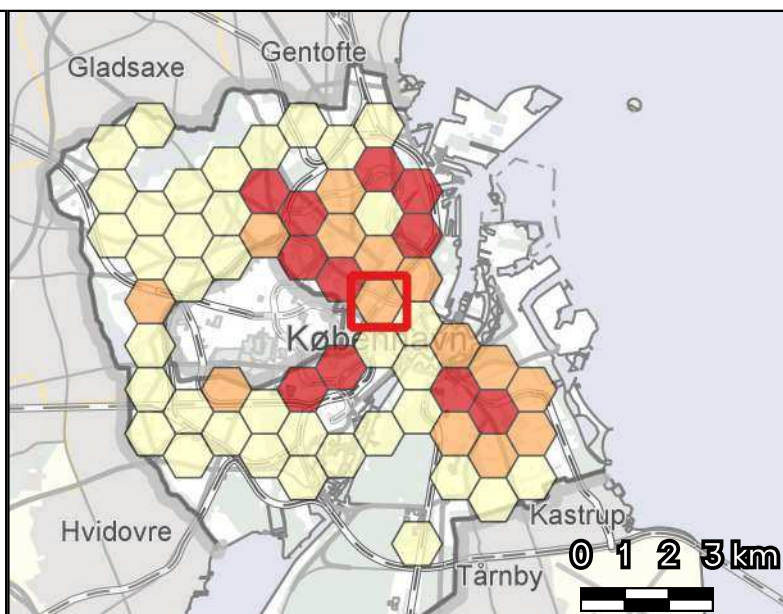 Gentofte
Gladsaxe
København
Hvidovre
Kastrup
Tårnby
0 1 2 3 km